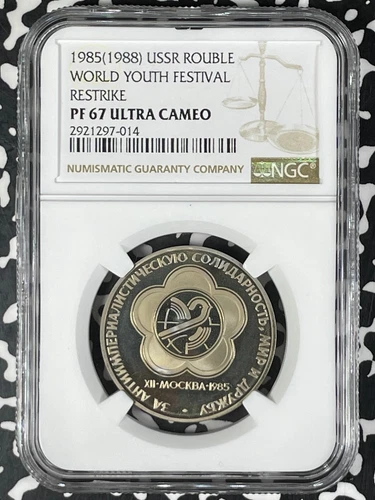 1985(1988) USSR ROUBLE
WORLD YOUTH FESTIVAL
RESTRIKE
PF 67 ULTRA CAMEO
2921297-014
NUMISMATIC GUARANTY COMPANY
NGC
ЗА АНТИИМПЕРИАЛИСТИЧЕСКУЮ СОЛИДАРНОСТЬ, МИР И ДРУЖБУ
XII·МОСКВА·1985